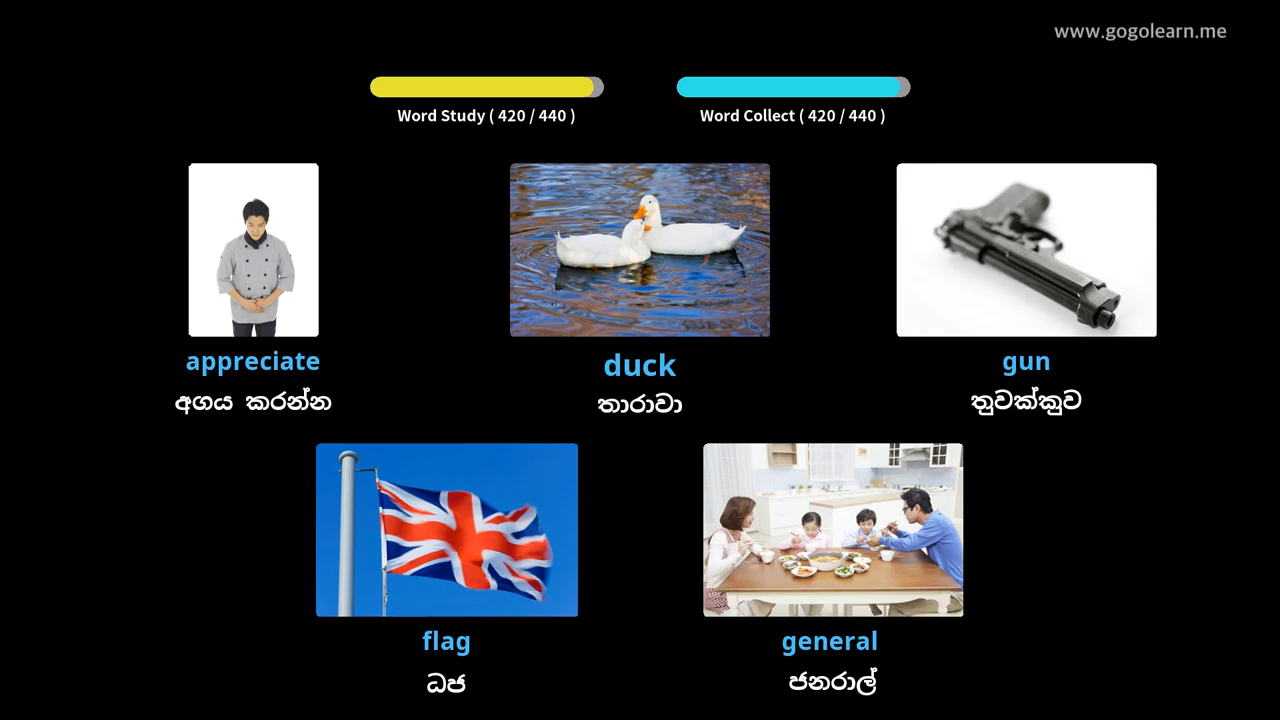 www.gogolearn.me
Word Study ( 420 / 440 )
Word Collect ( 420 / 440 )
appreciate
අගය කරන්න
duck
තාරාවා
gun
තුවක්කුව
flag
ධජ
general
ජනරාල්